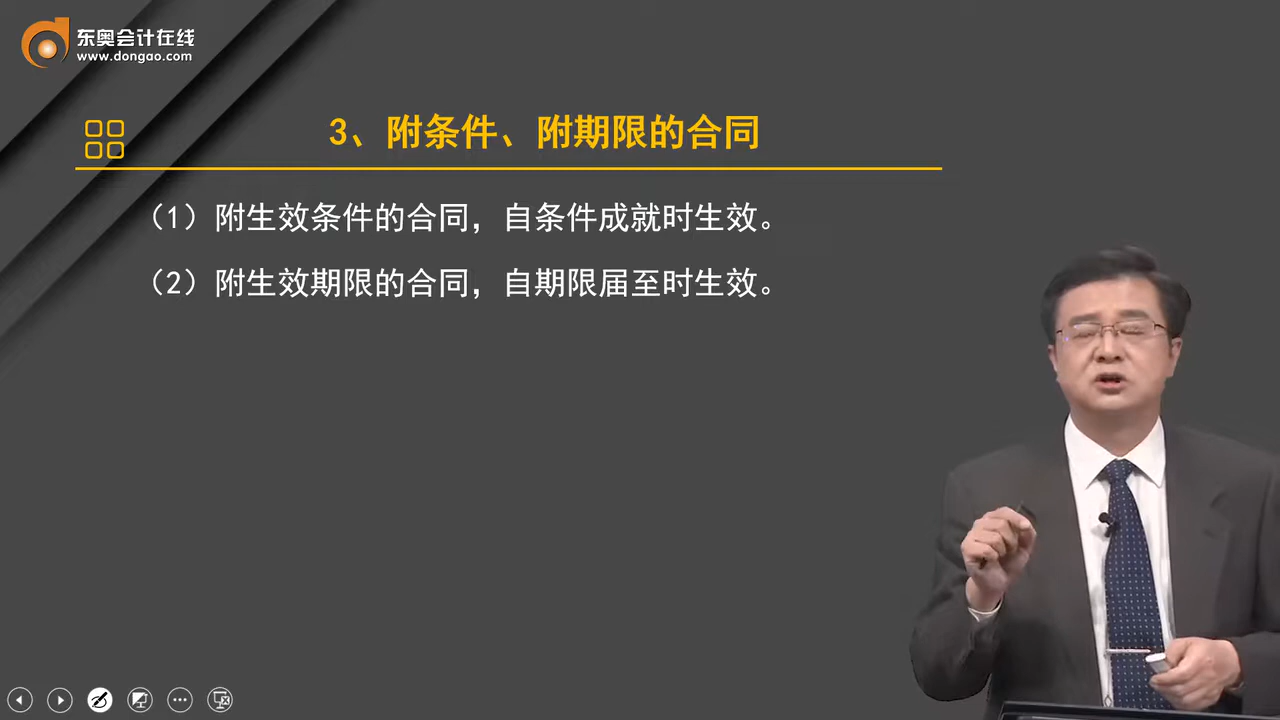 东奥会计在线
www.dongao.com
3、附条件、附期限的合同
（1）附生效条件的合同，自条件成就时生效。
（2）附生效期限的合同，自期限届至时生效。